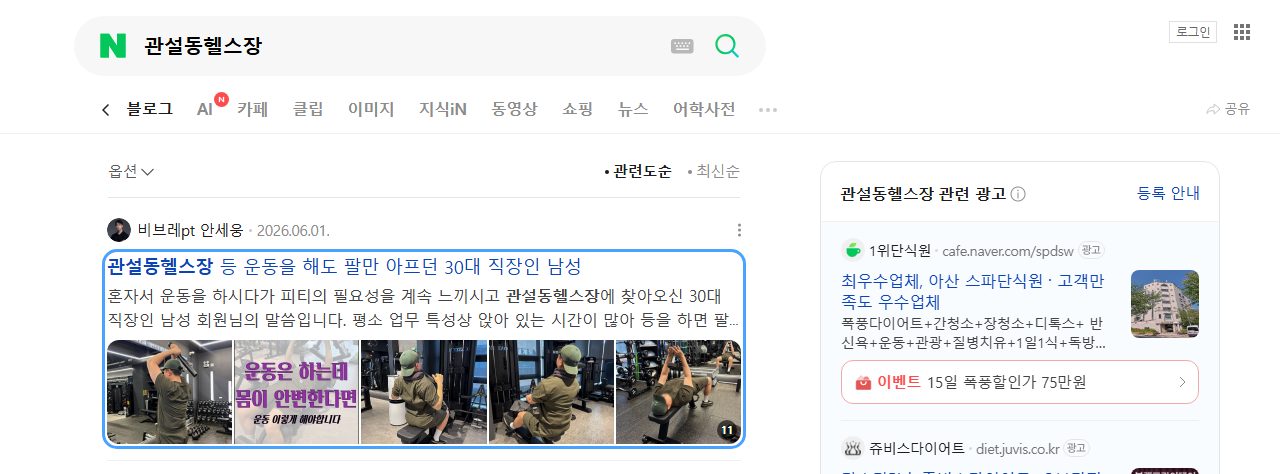 N 관설동헬스장
로그인
블로그 AI N 카페 클립 이미지 지식iN 동영상 쇼핑 뉴스 어학사전
공유
옵션
• 관련도순 • 최신순
비브레pt 안세웅 · 2026.06.01.
관설동헬스장 등 운동을 해도 팔만 아프던 30대 직장인 남성
혼자서 운동을 하시다가 피티의 필요성을 계속 느끼시고 관설동헬스장에 찾아오신 30대
직장인 남성 회원님의 말씀입니다. 평소 업무 특성상 앉아 있는 시간이 많아 등을 하면 팔...
운동은 하는데
몸이 안변한다면
운동 이렇게 해야합니다
11
관설동헬스장 관련 광고
등록 안내
1위단식원 · cafe.naver.com/spdsw 광고
최우수업체, 아산 스파단식원 · 고객만
족도 우수업체
폭풍다이어트+간청소+장청소+디톡스+ 반
신욕+운동+관광+질병치유+1일1식+독방...
이벤트 15일 폭풍할인가 75만원
쥬비스다이어트 · diet.juvis.co.kr 광고